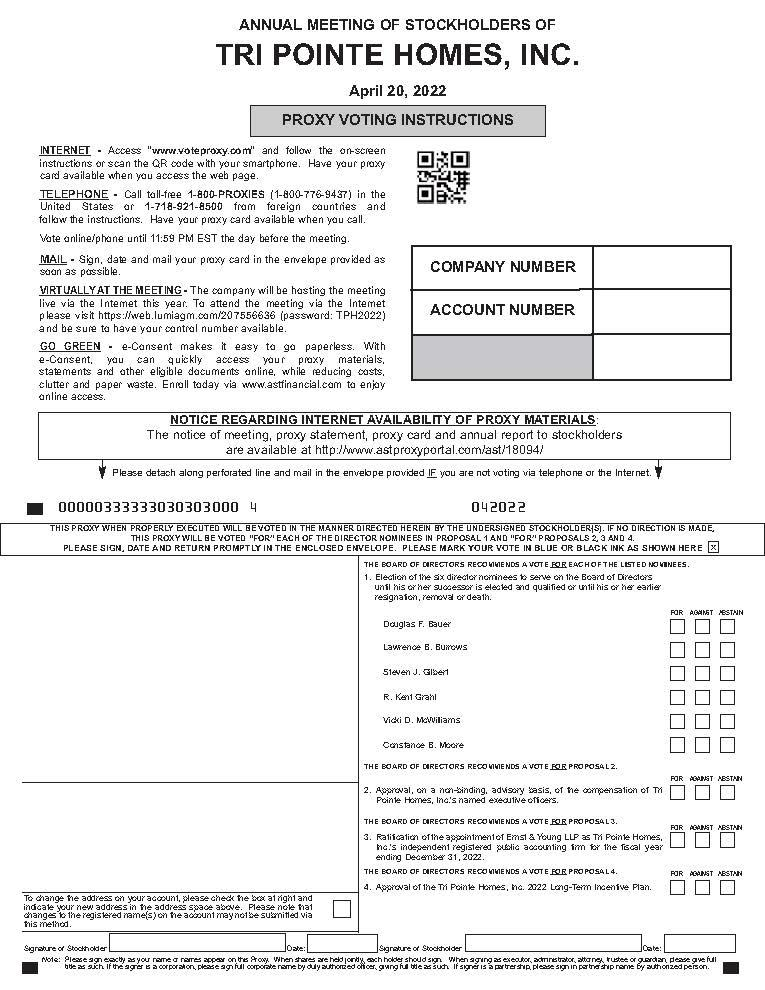 ANNUAL MEETING OF STOCKHOLDERS OF
TRI POINTE HOMES, INC.
April 20, 2022
PROXY VOTING INSTRUCTIONS
INTERNET - Access "www.voteproxy.com" and follow the on-screen
instructions or scan the QR code with your smartphone. Have your proxy
card available when you access the web page.
TELEPHONE - Call toll-free 1-800-PROXIES (1-800-776-9437) in the
United States or 1-718-921-8500 from foreign countries and
follow the instructions. Have your proxy card available when you call.
Vote online/phone until 11:59 PM EST the day before the meeting.
MAIL - Sign, date and mail your proxy card in the envelope provided as
soon as possible.
VIRTUALLY AT THE MEETING - The company will be hosting the meeting
live via the Internet this year. To attend the meeting via the Internet
please visit https://web.lumiagm.com/207556636 (password: TPH2022)
and be sure to have your control number available.
GO GREEN - e-Consent makes it easy to go paperless. With
e-Consent, you can quickly access your proxy materials,
statements and other eligible documents online, while reducing costs,
clutter and paper waste. Enroll today via www.astfinancial.com to enjoy
online access.
COMPANY NUMBER
ACCOUNT NUMBER
NOTICE REGARDING INTERNET AVAILABILITY OF PROXY MATERIALS:
The notice of meeting, proxy statement, proxy card and annual report to stockholders
are available at http://www.astproxyportal.com/ast/18094/
Please detach along perforated line and mail in the envelope provided IF you are not voting via telephone or the Internet.
00000333333030303000 4 042022
THIS PROXY WHEN PROPERLY EXECUTED WILL BE VOTED IN THE MANNER DIRECTED HEREIN BY THE UNDERSIGNED STOCKHOLDER(S). IF NO DIRECTION IS MADE,
THIS PROXY WILL BE VOTED "FOR" EACH OF THE DIRECTOR NOMINEES IN PROPOSAL 1 AND "FOR" PROPOSALS 2, 3 AND 4.
PLEASE SIGN, DATE AND RETURN PROMPTLY IN THE ENCLOSED ENVELOPE. PLEASE MARK YOUR VOTE IN BLUE OR BLACK INK AS SHOWN HERE x
THE BOARD OF DIRECTORS RECOMMENDS A VOTE FOR EACH OF THE LISTED NOMINEES.
1. Election of the six director nominees to serve on the Board of Directors
until his or her successor is elected and qualified or until his or her earlier
resignation, removal or death.
FOR AGAINST ABSTAIN
Douglas F. Bauer
Lawrence B. Burrows
Steven J. Gilbert
R. Kent Grahl
Vicki D. McWilliams
Constance B. Moore
THE BOARD OF DIRECTORS RECOMMENDS A VOTE FOR PROPOSAL 2.
FOR AGAINST ABSTAIN
2. Approval, on a non-binding, advisory basis, of the compensation of Tri
Pointe Homes, Inc.'s named executive officers.
THE BOARD OF DIRECTORS RECOMMENDS A VOTE FOR PROPOSAL 3.
FOR AGAINST ABSTAIN
3. Ratification of the appointment of Ernst & Young LLP as Tri Pointe Homes,
Inc.'s independent registered public accounting firm for the fiscal year
ending December 31, 2022.
THE BOARD OF DIRECTORS RECOMMENDS A VOTE FOR PROPOSAL 4.
FOR AGAINST ABSTAIN
4. Approval of the Tri Pointe Homes, Inc. 2022 Long-Term Incentive Plan.
To change the address on your account, please check the box at right and
indicate your new address in the address space above. Please note that
changes to the registered name(s) on the account may not be submitted via
this method.
Signature of Stockholder Date: Signature of Stockholder Date:
Note: Please sign exactly as your name or names appear on this Proxy. When shares are held jointly, each holder should sign. When signing as executor, administrator, attorney, trustee or guardian, please give full
title as such. If the signer is a corporation, please sign full corporate name by duly authorized officer, giving full title as such. If signer is a partnership, please sign in partnership name by authorized person.